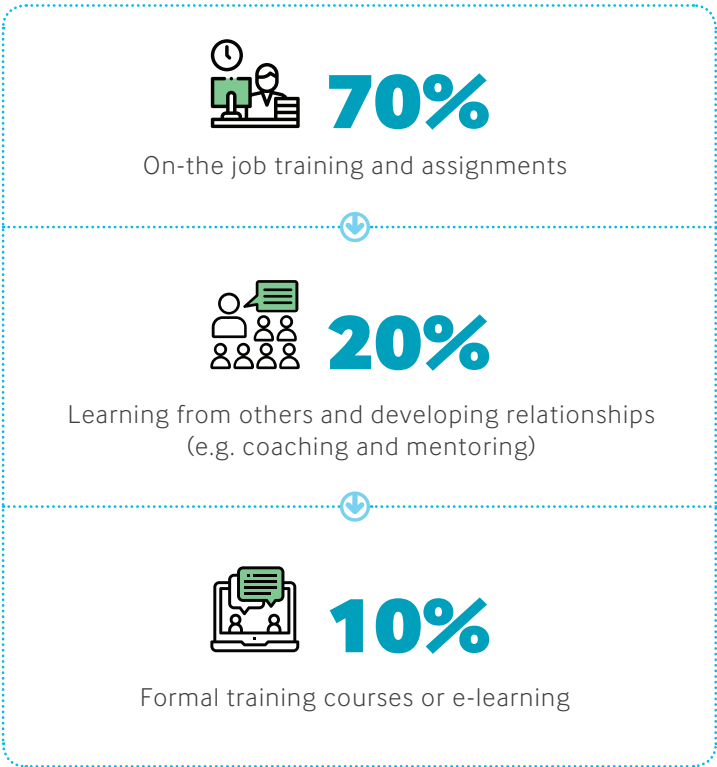 70%
On-the job training and assignments
20%
Learning from others and developing relationships
(e.g. coaching and mentoring)
10%
Formal training courses or e-learning